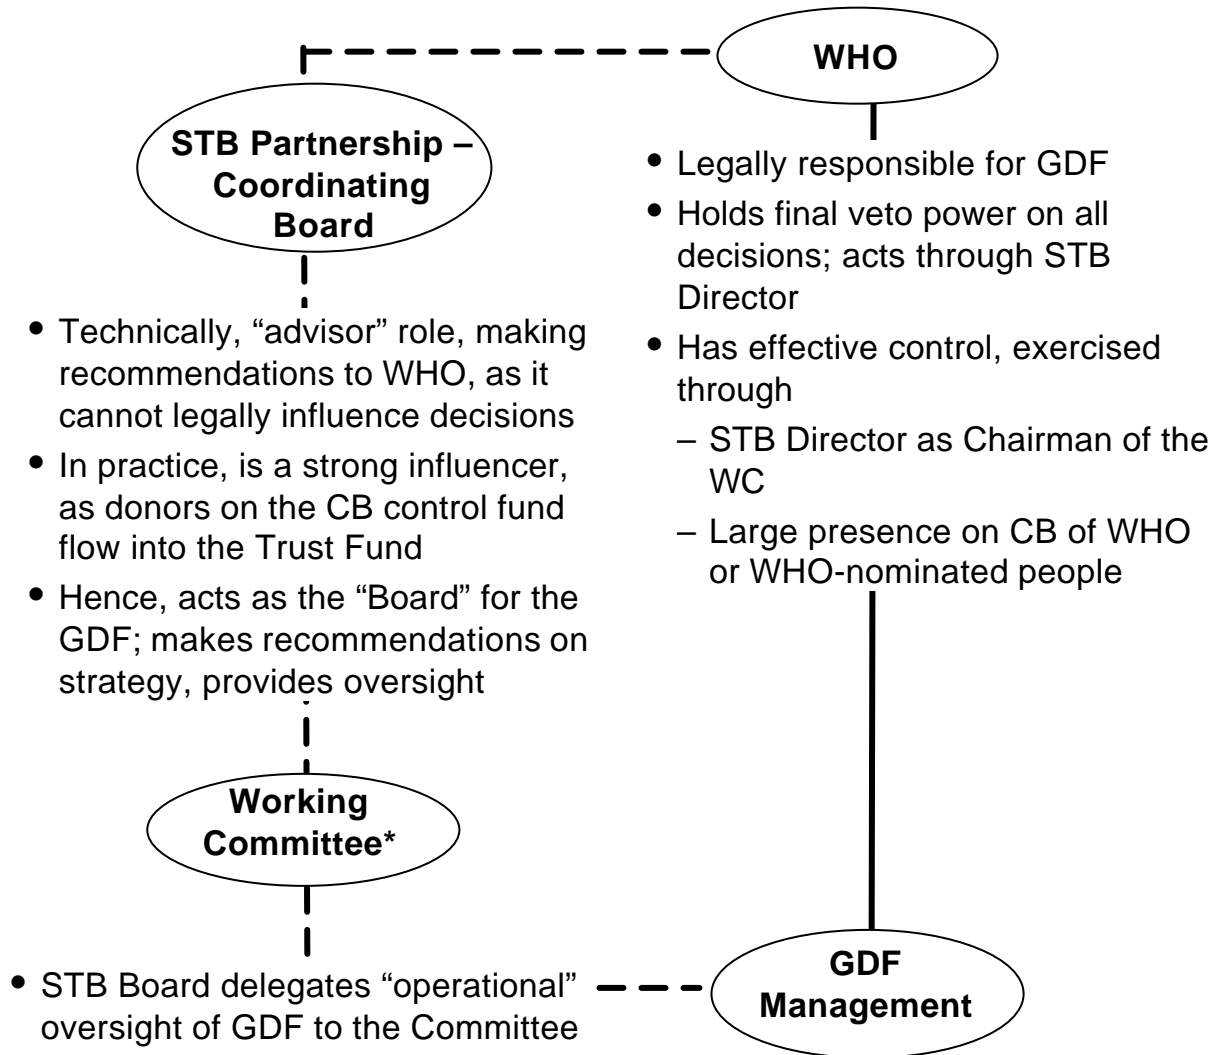 WHO
STB Partnership –
Coordinating
Board
• Legally responsible for GDF
• Holds final veto power on all
decisions; acts through STB
Director
• Has effective control, exercised
through
– STB Director as Chairman of the
WC
– Large presence on CB of WHO
or WHO-nominated people
• Technically, “advisor” role, making
recommendations to WHO, as it
cannot legally influence decisions
• In practice, is a strong influencer,
as donors on the CB control fund
flow into the Trust Fund
• Hence, acts as the “Board” for the
GDF; makes recommendations on
strategy, provides oversight
Working
Committee*
• STB Board delegates “operational”
oversight of GDF to the Committee
GDF
Management